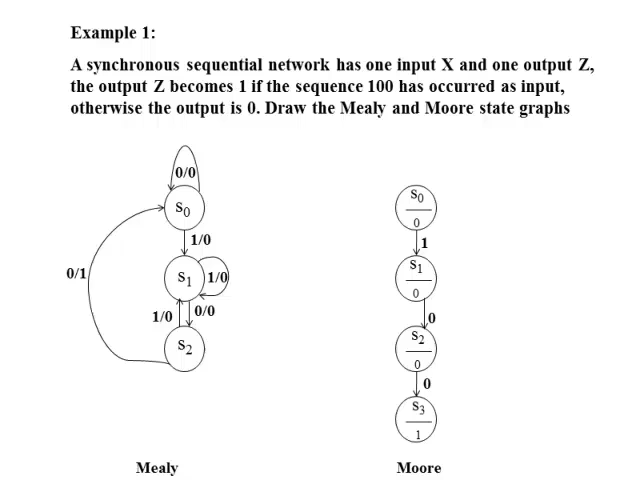 Example 1:
A synchronous sequential network has one input X and one output Z,
the output Z becomes 1 if the sequence 100 has occurred as input,
otherwise the output is 0. Draw the Mealy and Moore state graphs
0/0
S0
1/0
0/1
S1
1/0
1/0
0/0
S2
Mealy
S0
0
1
S1
0
0
S2
0
0
S3
1
Moore